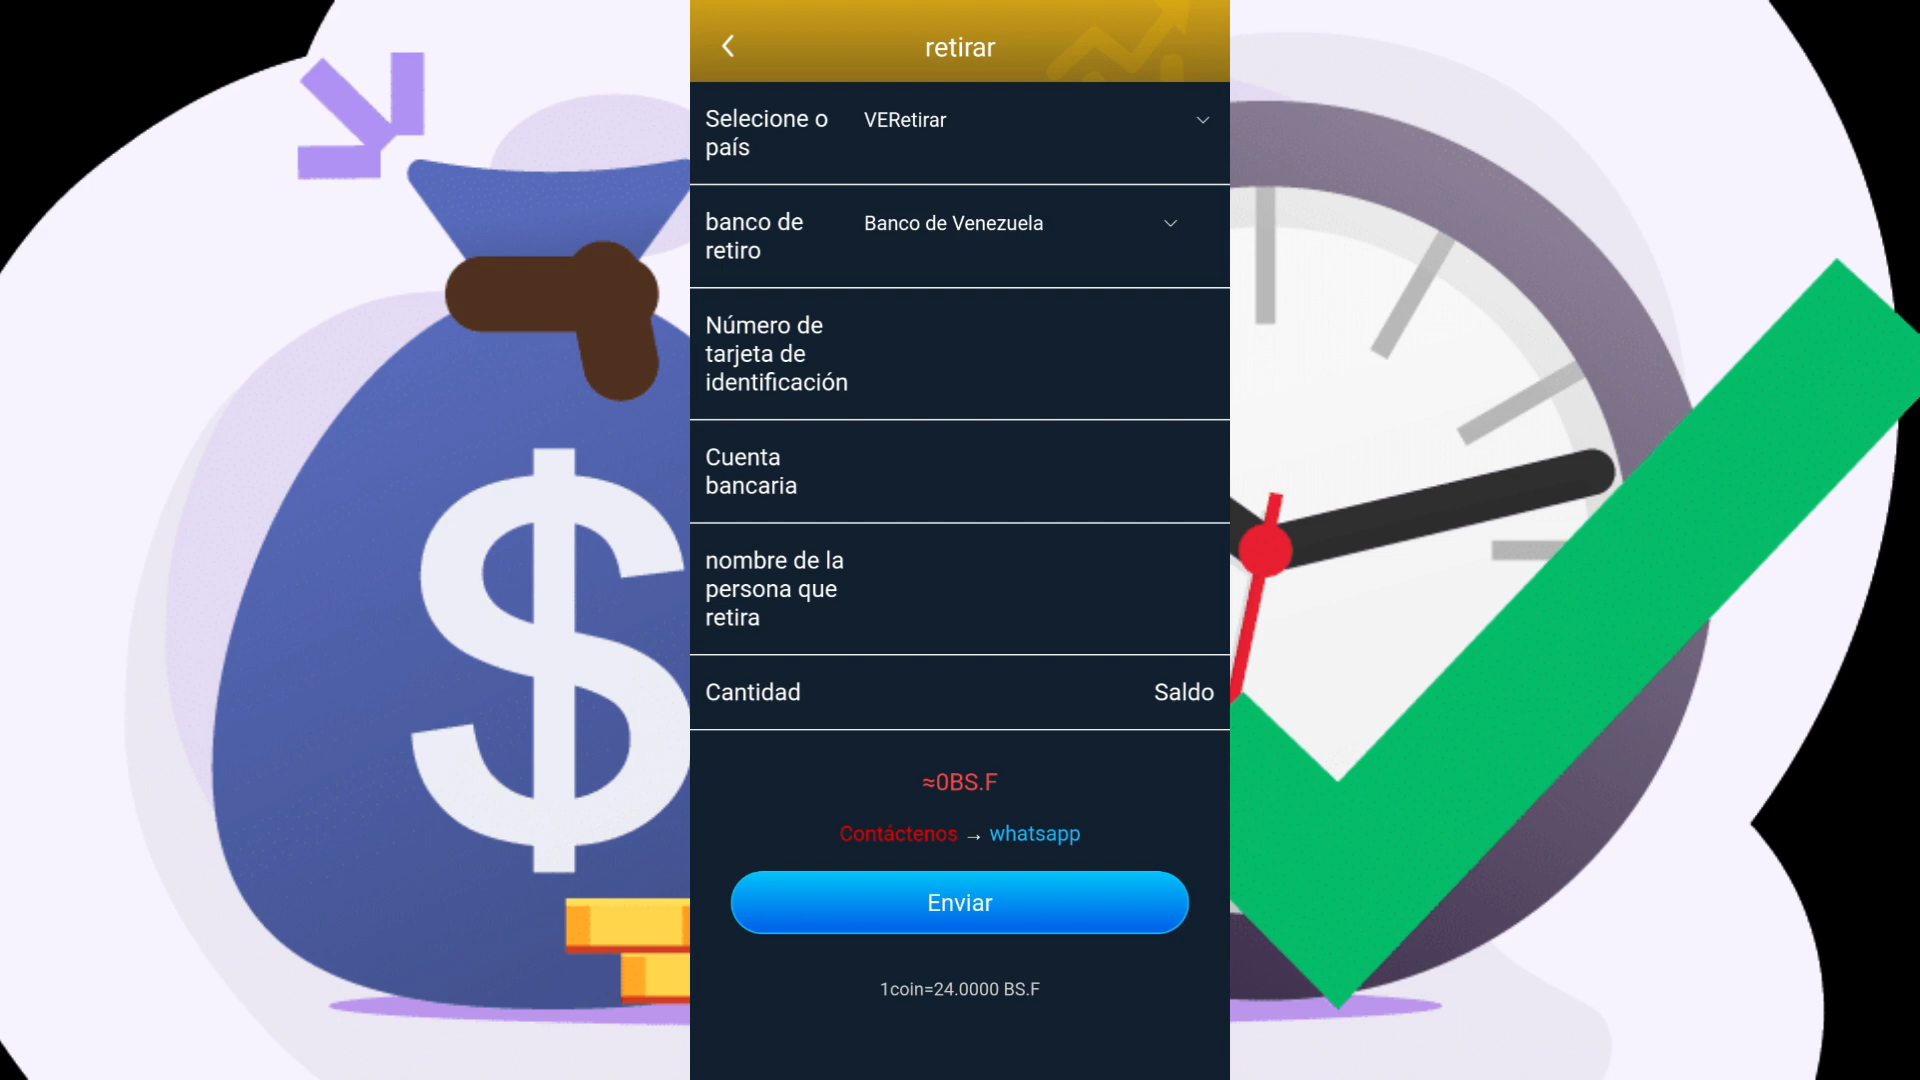 retirar
Selecione o
país
VERetirar
banco de
retiro
Banco de Venezuela
Número de
tarjeta de
identificación
Cuenta
bancaria
nombre de la
persona que
retira
Cantidad
Saldo
≈0BS.F
Contáctenos → whatsapp
Enviar
1coin=24.0000 BS.F
$